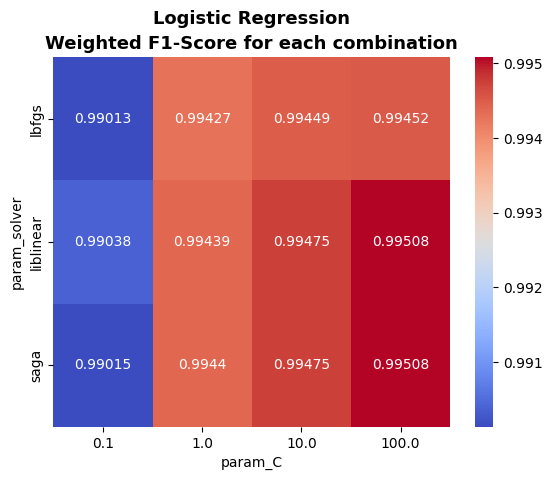 Logistic Regression
Weighted F1-Score for each combination
param_solver
lbfgs
0.99013 0.99427 0.99449 0.99452
liblinear
0.99038 0.99439 0.99475 0.99508
saga
0.99015 0.9944 0.99475 0.99508
0.1 1.0 10.0 100.0
param_C
0.995
0.994
0.993
0.992
0.991